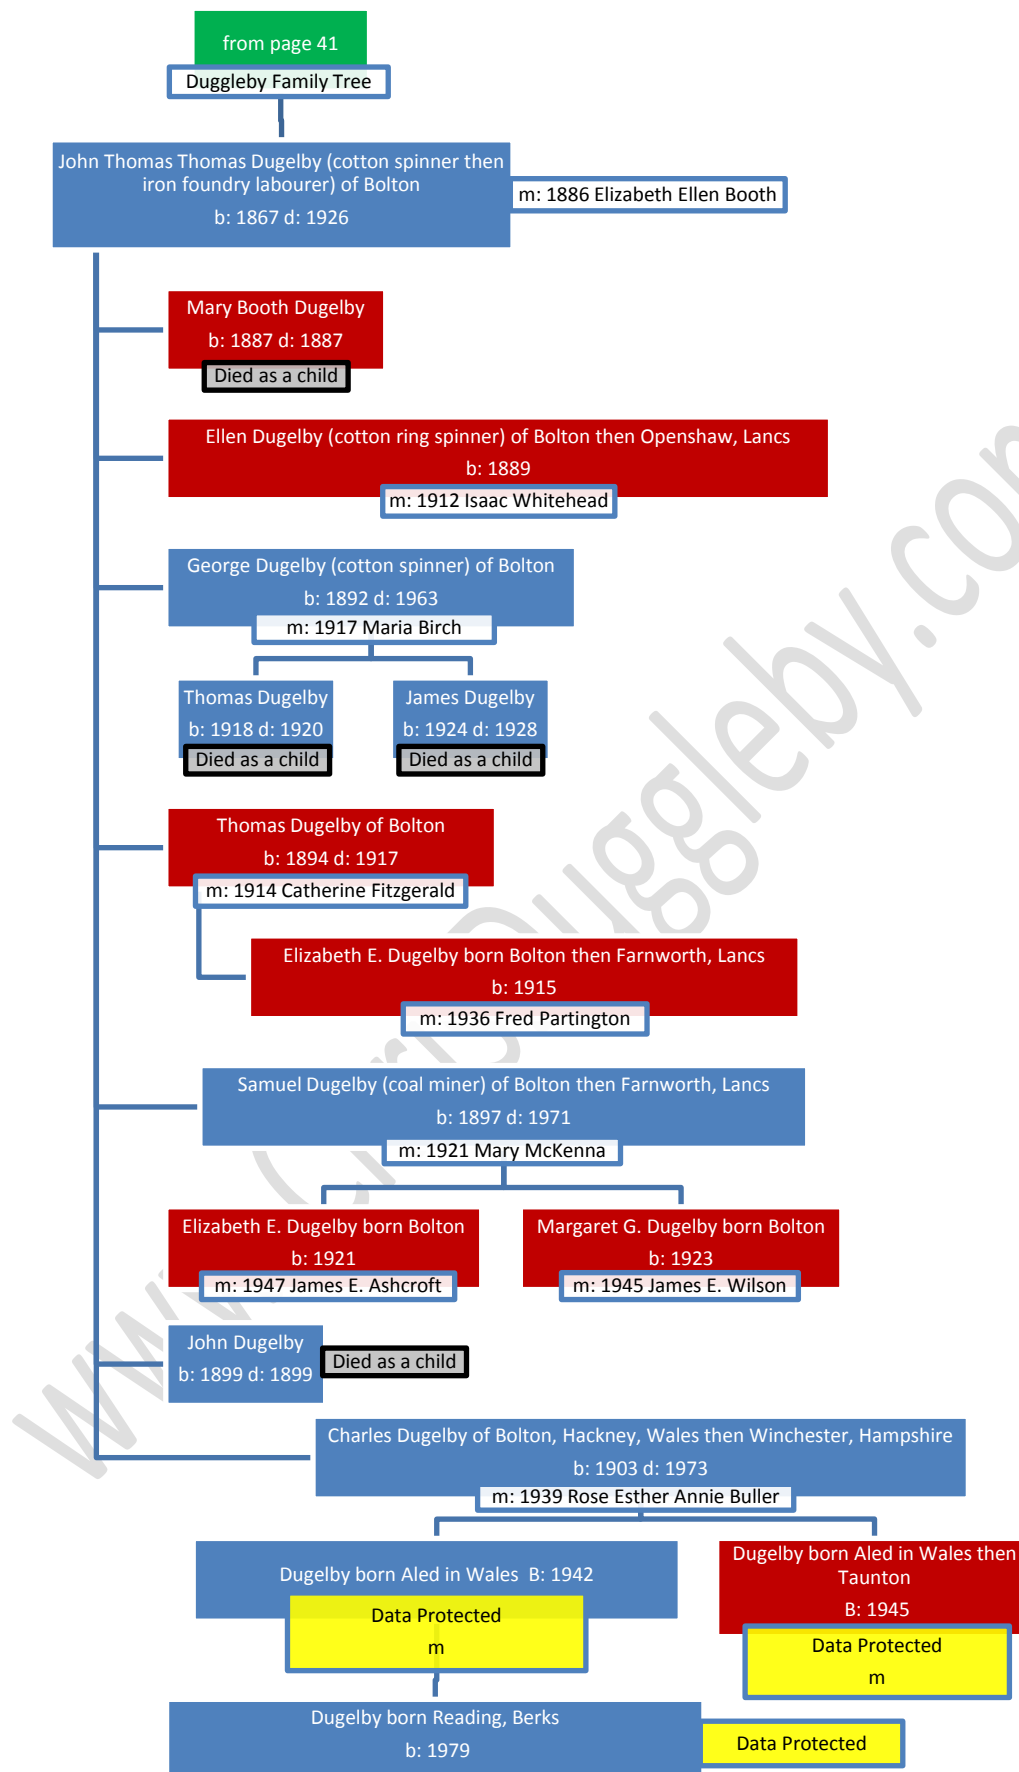 from page 41
Duggleby Family Tree
John Thomas Thomas Dugelby (cotton spinner then
iron foundry labourer) of Bolton
b: 1867 d: 1926
m: 1886 Elizabeth Ellen Booth
Mary Booth Dugelby
b: 1887 d: 1887
Died as a child
Ellen Dugelby (cotton ring spinner) of Bolton then Openshaw, Lancs
b: 1889
m: 1912 Isaac Whitehead
George Dugelby (cotton spinner) of Bolton
b: 1892 d: 1963
m: 1917 Maria Birch
Thomas Dugelby
b: 1918 d: 1920
Died as a child
James Dugelby
b: 1924 d: 1928
Died as a child
Thomas Dugelby of Bolton
b: 1894 d: 1917
m: 1914 Catherine Fitzgerald
Elizabeth E. Dugelby born Bolton then Farnworth, Lancs
b: 1915
m: 1936 Fred Partington
Samuel Dugelby (coal miner) of Bolton then Farnworth, Lancs
b: 1897 d: 1971
m: 1921 Mary McKenna
Elizabeth E. Dugelby born Bolton
b: 1921
m: 1947 James E. Ashcroft
Margaret G. Dugelby born Bolton
b: 1923
m: 1945 James E. Wilson
John Dugelby
b: 1899 d: 1899
Died as a child
Charles Dugelby of Bolton, Hackney, Wales then Winchester, Hampshire
b: 1903 d: 1973
m: 1939 Rose Esther Annie Buller
Dugelby born Aled in Wales B: 1942
Data Protected
m
Dugelby born Aled in Wales then
Taunton
B: 1945
Data Protected
m
Dugelby born Reading, Berks
b: 1979
Data Protected